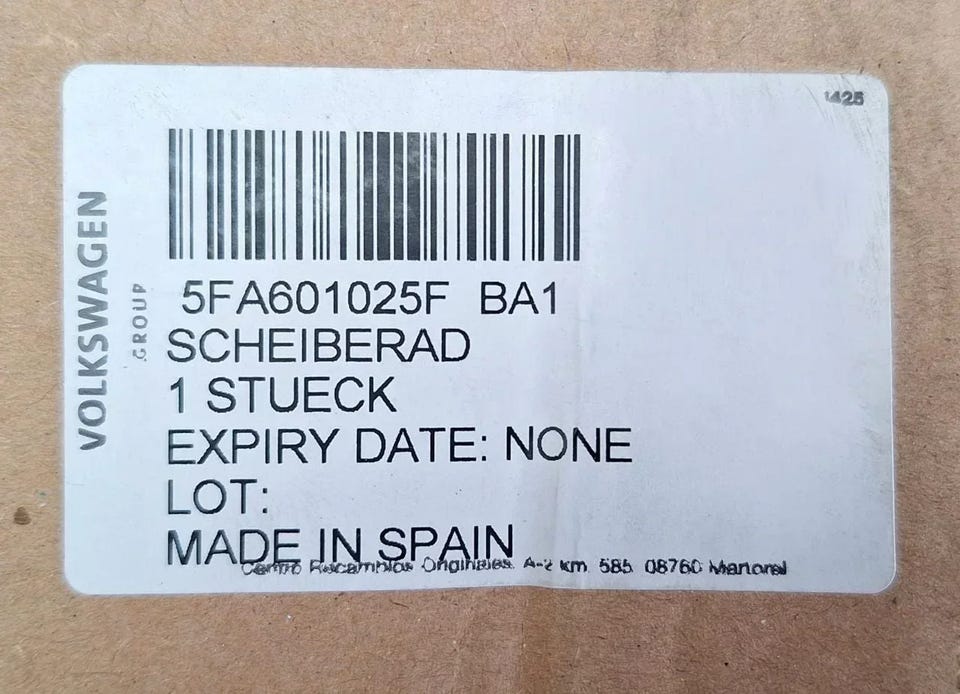 VOLKSWAGEN
GROUP
1425
5FA601025F BA1
SCHEIBERAD
1 STUECK
EXPIRY DATE: NONE
LOT:
MADE IN SPAIN
Centro Recambios Originales. A-2 km. 585 08760 Martorel